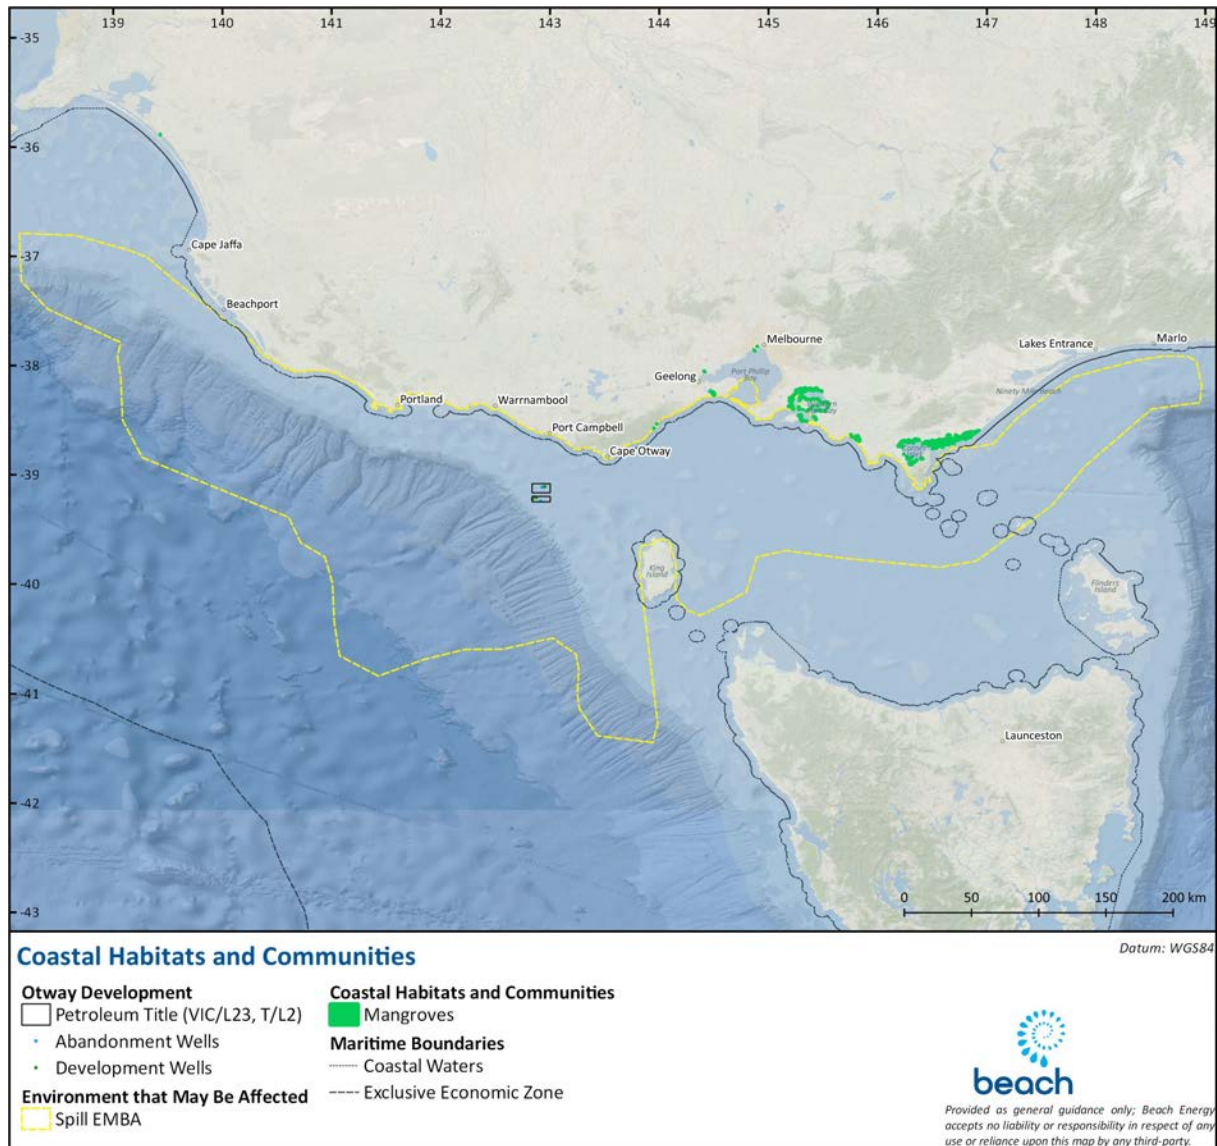 139 140 141 142 143 144 145 146 147 148 149
-35
-36
-37
-38
-39
-40
-41
-42
-43
Cape Jaffa
Beachport
Portland
Warrnambool
Port Campbell
Cape Otway
Geelong
Melbourne
Port Phillip
Bay
Lakes Entrance
Marlo
Ninety Mile Beach
King
Island
Flinders
Island
Launceston
0 50 100 150 200 km
Coastal Habitats and Communities
Datum: WGS84
Otway Development
Petroleum Title (VIC/L23, T/L2)
Abandonment Wells
Development Wells
Environment that May Be Affected
Spill EMBA
Coastal Habitats and Communities
Mangroves
Maritime Boundaries
Coastal Waters
Exclusive Economic Zone
beach
Provided as general guidance only; Beach Energy
accepts no liability or responsibility in respect of any
use or reliance upon this map by any third-party.